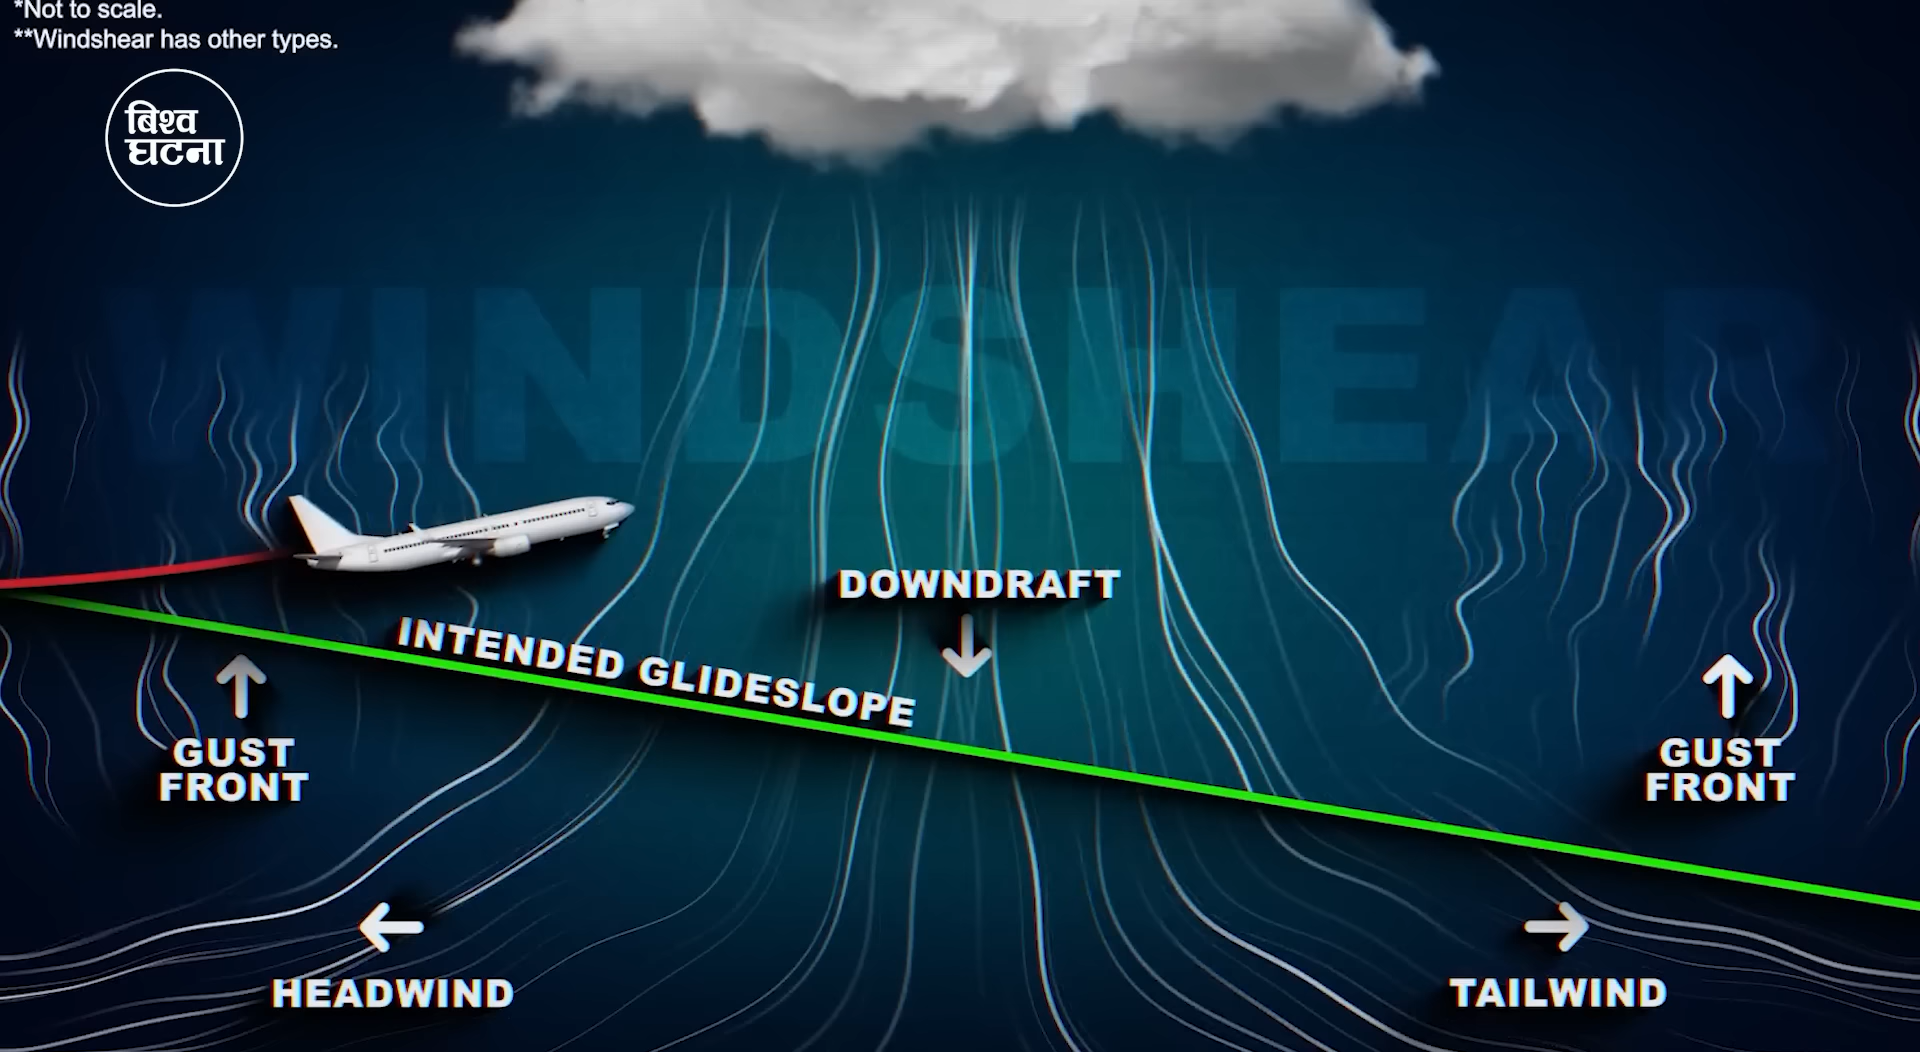 *Not to scale.
**Windshear has other types.
बिश्व
घटना
WINDSHEAR
DOWNDRAFT
INTENDED GLIDESLOPE
GUST
FRONT
GUST
FRONT
HEADWIND
TAILWIND